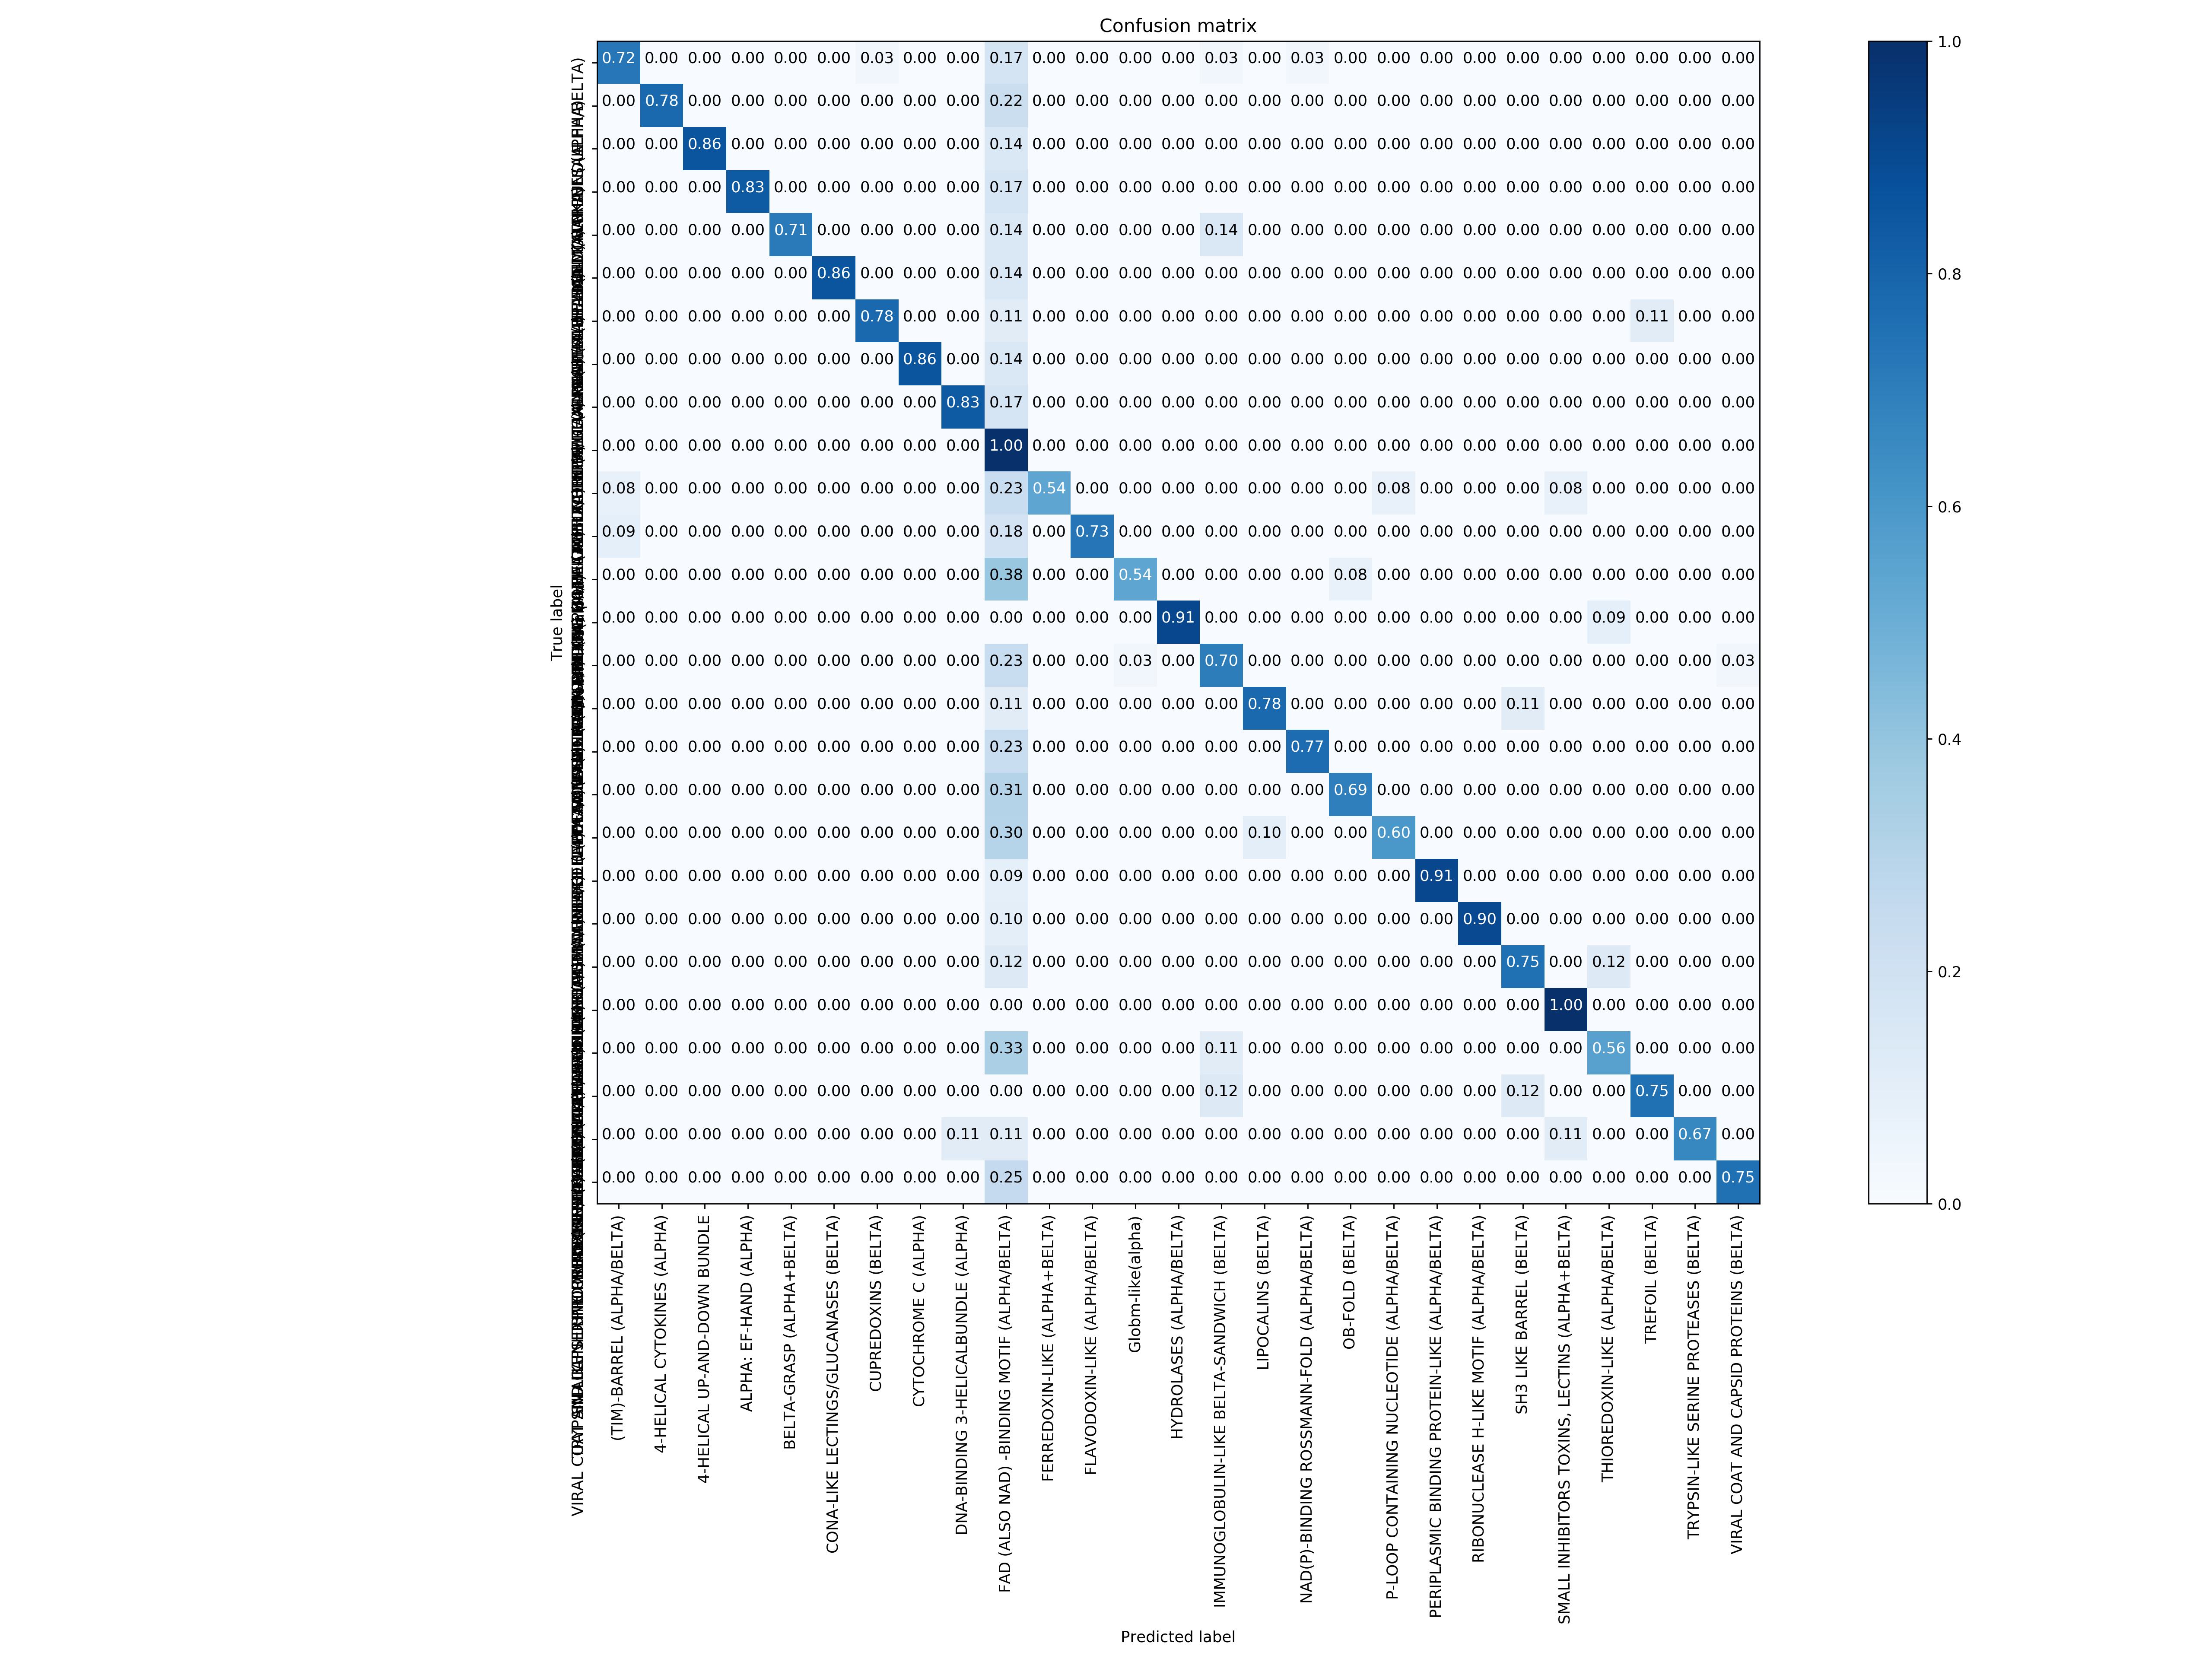 Confusion matrix
0.72 0.00 0.00 0.00 0.00 0.00 0.03 0.00 0.00 0.17 0.00 0.00 0.00 0.00 0.03 0.00 0.03 0.00 0.00 0.00 0.00 0.00 0.00 0.00 0.00 0.00 0.00
0.00 0.78 0.00 0.00 0.00 0.00 0.00 0.00 0.00 0.22 0.00 0.00 0.00 0.00 0.00 0.00 0.00 0.00 0.00 0.00 0.00 0.00 0.00 0.00 0.00 0.00 0.00
0.00 0.00 0.86 0.00 0.00 0.00 0.00 0.00 0.00 0.14 0.00 0.00 0.00 0.00 0.00 0.00 0.00 0.00 0.00 0.00 0.00 0.00 0.00 0.00 0.00 0.00 0.00
0.00 0.00 0.00 0.83 0.00 0.00 0.00 0.00 0.00 0.17 0.00 0.00 0.00 0.00 0.00 0.00 0.00 0.00 0.00 0.00 0.00 0.00 0.00 0.00 0.00 0.00 0.00
0.00 0.00 0.00 0.00 0.71 0.00 0.00 0.00 0.00 0.14 0.00 0.00 0.00 0.00 0.14 0.00 0.00 0.00 0.00 0.00 0.00 0.00 0.00 0.00 0.00 0.00 0.00
0.00 0.00 0.00 0.00 0.00 0.86 0.00 0.00 0.00 0.14 0.00 0.00 0.00 0.00 0.00 0.00 0.00 0.00 0.00 0.00 0.00 0.00 0.00 0.00 0.00 0.00 0.00
0.00 0.00 0.00 0.00 0.00 0.00 0.78 0.00 0.00 0.11 0.00 0.00 0.00 0.00 0.00 0.00 0.00 0.00 0.00 0.00 0.00 0.00 0.00 0.00 0.11 0.00 0.00
0.00 0.00 0.00 0.00 0.00 0.00 0.00 0.86 0.00 0.14 0.00 0.00 0.00 0.00 0.00 0.00 0.00 0.00 0.00 0.00 0.00 0.00 0.00 0.00 0.00 0.00 0.00
0.00 0.00 0.00 0.00 0.00 0.00 0.00 0.00 0.83 0.17 0.00 0.00 0.00 0.00 0.00 0.00 0.00 0.00 0.00 0.00 0.00 0.00 0.00 0.00 0.00 0.00 0.00
0.00 0.00 0.00 0.00 0.00 0.00 0.00 0.00 0.00 1.00 0.00 0.00 0.00 0.00 0.00 0.00 0.00 0.00 0.00 0.00 0.00 0.00 0.00 0.00 0.00 0.00 0.00
0.08 0.00 0.00 0.00 0.00 0.00 0.00 0.00 0.00 0.23 0.54 0.00 0.00 0.00 0.00 0.00 0.00 0.00 0.08 0.00 0.00 0.00 0.08 0.00 0.00 0.00 0.00
0.09 0.00 0.00 0.00 0.00 0.00 0.00 0.00 0.00 0.18 0.00 0.73 0.00 0.00 0.00 0.00 0.00 0.00 0.00 0.00 0.00 0.00 0.00 0.00 0.00 0.00 0.00
0.00 0.00 0.00 0.00 0.00 0.00 0.00 0.00 0.00 0.38 0.00 0.00 0.54 0.00 0.00 0.00 0.00 0.08 0.00 0.00 0.00 0.00 0.00 0.00 0.00 0.00 0.00
0.00 0.00 0.00 0.00 0.00 0.00 0.00 0.00 0.00 0.00 0.00 0.00 0.00 0.91 0.00 0.00 0.00 0.00 0.00 0.00 0.00 0.00 0.00 0.09 0.00 0.00 0.00
0.00 0.00 0.00 0.00 0.00 0.00 0.00 0.00 0.00 0.23 0.00 0.00 0.03 0.00 0.70 0.00 0.00 0.00 0.00 0.00 0.00 0.00 0.00 0.00 0.00 0.00 0.03
0.00 0.00 0.00 0.00 0.00 0.00 0.00 0.00 0.00 0.11 0.00 0.00 0.00 0.00 0.00 0.78 0.00 0.00 0.00 0.00 0.00 0.11 0.00 0.00 0.00 0.00 0.00
0.00 0.00 0.00 0.00 0.00 0.00 0.00 0.00 0.00 0.23 0.00 0.00 0.00 0.00 0.00 0.00 0.77 0.00 0.00 0.00 0.00 0.00 0.00 0.00 0.00 0.00 0.00
0.00 0.00 0.00 0.00 0.00 0.00 0.00 0.00 0.00 0.31 0.00 0.00 0.00 0.00 0.00 0.00 0.00 0.69 0.00 0.00 0.00 0.00 0.00 0.00 0.00 0.00 0.00
0.00 0.00 0.00 0.00 0.00 0.00 0.00 0.00 0.00 0.30 0.00 0.00 0.00 0.00 0.00 0.10 0.00 0.00 0.60 0.00 0.00 0.00 0.00 0.00 0.00 0.00 0.00
0.00 0.00 0.00 0.00 0.00 0.00 0.00 0.00 0.00 0.09 0.00 0.00 0.00 0.00 0.00 0.00 0.00 0.00 0.00 0.91 0.00 0.00 0.00 0.00 0.00 0.00 0.00
0.00 0.00 0.00 0.00 0.00 0.00 0.00 0.00 0.00 0.10 0.00 0.00 0.00 0.00 0.00 0.00 0.00 0.00 0.00 0.00 0.90 0.00 0.00 0.00 0.00 0.00 0.00
0.00 0.00 0.00 0.00 0.00 0.00 0.00 0.00 0.00 0.12 0.00 0.00 0.00 0.00 0.00 0.00 0.00 0.00 0.00 0.00 0.00 0.75 0.00 0.12 0.00 0.00 0.00
0.00 0.00 0.00 0.00 0.00 0.00 0.00 0.00 0.00 0.00 0.00 0.00 0.00 0.00 0.00 0.00 0.00 0.00 0.00 0.00 0.00 0.00 1.00 0.00 0.00 0.00 0.00
0.00 0.00 0.00 0.00 0.00 0.00 0.00 0.00 0.00 0.33 0.00 0.00 0.00 0.00 0.11 0.00 0.00 0.00 0.00 0.00 0.00 0.00 0.00 0.56 0.00 0.00 0.00
0.00 0.00 0.00 0.00 0.00 0.00 0.00 0.00 0.00 0.00 0.00 0.00 0.00 0.00 0.12 0.00 0.00 0.00 0.00 0.00 0.00 0.12 0.00 0.00 0.75 0.00 0.00
0.00 0.00 0.00 0.00 0.00 0.00 0.00 0.00 0.11 0.11 0.00 0.00 0.00 0.00 0.00 0.00 0.00 0.00 0.00 0.00 0.00 0.00 0.11 0.00 0.00 0.67 0.00
0.00 0.00 0.00 0.00 0.00 0.00 0.00 0.00 0.00 0.25 0.00 0.00 0.00 0.00 0.00 0.00 0.00 0.00 0.00 0.00 0.00 0.00 0.00 0.00 0.00 0.00 0.75
True label
(TIM)-BARREL (ALPHA/BELTA)
4-HELICAL CYTOKINES (ALPHA)
4-HELICAL UP-AND-DOWN BUNDLE
ALPHA: EF-HAND (ALPHA)
BELTA-GRASP (ALPHA+BELTA)
CONA-LIKE LECTINGS/GLUCANASES (BELTA)
CUPREDOXINS (BELTA)
CYTOCHROME C (ALPHA)
DNA-BINDING 3-HELICALBUNDLE (ALPHA)
FAD (ALSO NAD) -BINDING MOTIF (ALPHA/BELTA)
FERREDOXIN-LIKE (ALPHA+BELTA)
FLAVODOXIN-LIKE (ALPHA/BELTA)
Globm-like(alpha)
HYDROLASES (ALPHA/BELTA)
IMMUNOGLOBULIN-LIKE BELTA-SANDWICH (BELTA)
LIPOCALINS (BELTA)
NAD(P)-BINDING ROSSMANN-FOLD (ALPHA/BELTA)
OB-FOLD (BELTA)
P-LOOP CONTAINING NUCLEOTIDE (ALPHA/BELTA)
PERIPLASMIC BINDING PROTEIN-LIKE (ALPHA/BELTA)
RIBONUCLEASE H-LIKE MOTIF (ALPHA/BELTA)
SH3 LIKE BARREL (BELTA)
SMALL INHIBITORS TOXINS, LECTINS (ALPHA+BELTA)
THIOREDOXIN-LIKE (ALPHA/BELTA)
TREFOIL (BELTA)
TRYPSIN-LIKE SERINE PROTEASES (BELTA)
VIRAL COAT AND CAPSID PROTEINS (BELTA)
Predicted label
1.0
0.8
0.6
0.4
0.2
0.0